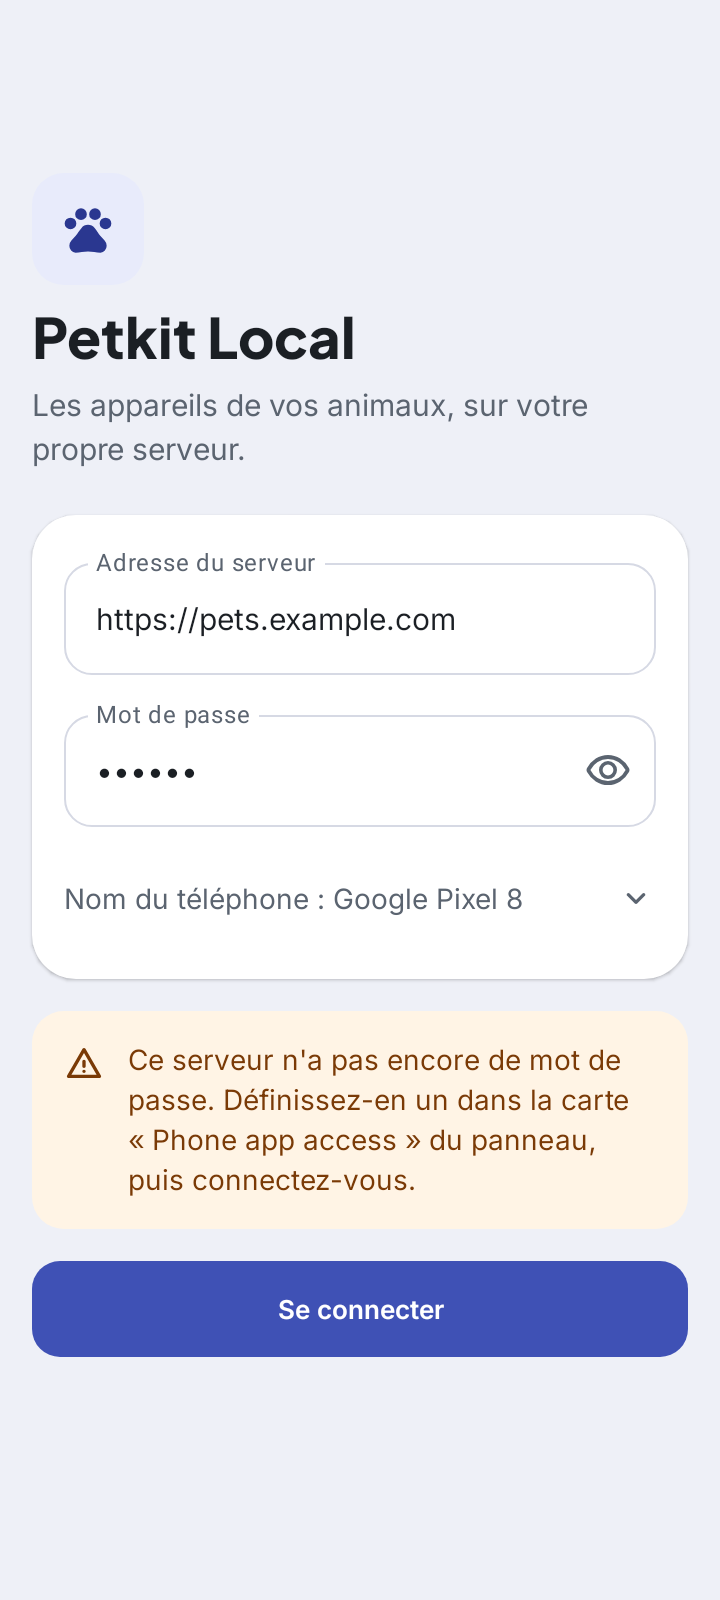 Petkit Local
Les appareils de vos animaux, sur votre
propre serveur.
Adresse du serveur
https://pets.example.com
Mot de passe
••••••
Nom du téléphone : Google Pixel 8
Ce serveur n'a pas encore de mot de
passe. Définissez-en un dans la carte
« Phone app access » du panneau,
puis connectez-vous.
Se connecter